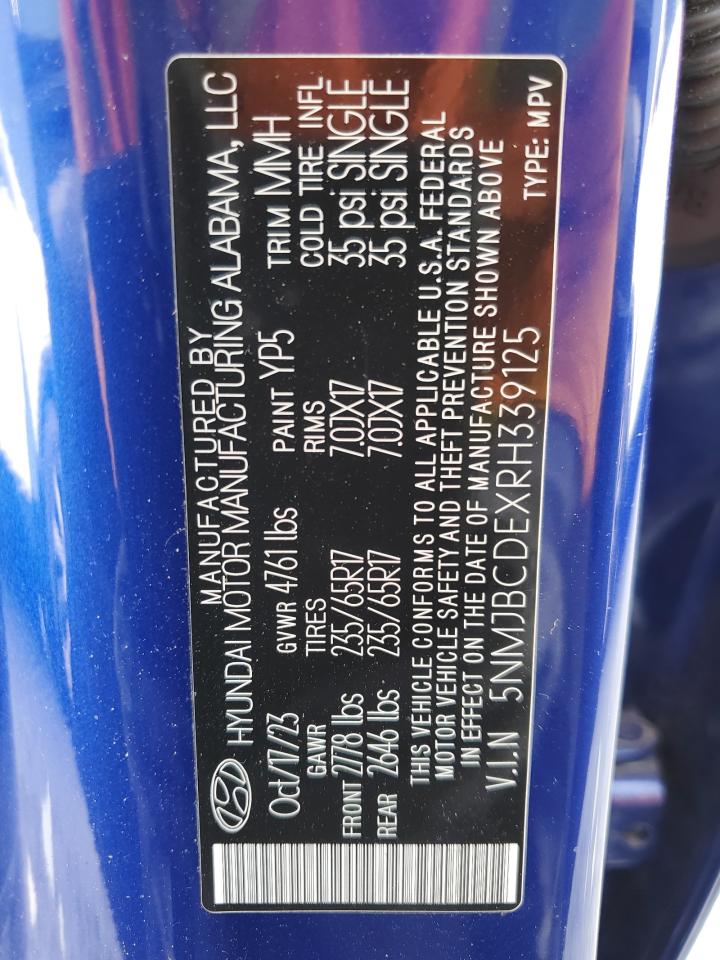 MANUFACTURED BY
HYUNDAI MOTOR MANUFACTURING ALABAMA, LLC
Oct/17/23 GVWR 4761 lbs PAINT YP5 TRIM MMH
GAWR TIRES RIMS COLD TIRE INFL
FRONT 2778 lbs 235/65R17 7.0JX17 35 psi SINGLE
REAR 2646 lbs 235/65R17 7.0JX17 35 psi SINGLE
THIS VEHICLE CONFORMS TO ALL APPLICABLE U.S.A. FEDERAL
MOTOR VEHICLE SAFETY AND THEFT PREVENTION STANDARDS
IN EFFECT ON THE DATE OF MANUFACTURE SHOWN ABOVE
V.I.N 5NMJBCDEXRH339125 TYPE: MPV